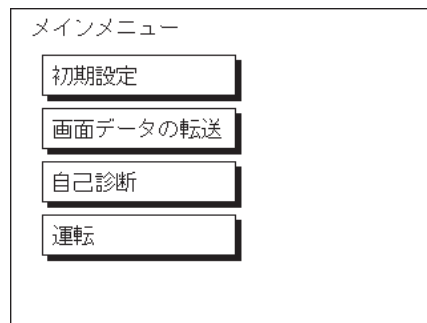 メインメニュー
初期設定
画面データの転送
自己診断
運転